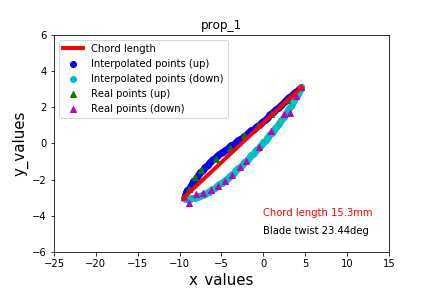 prop_1
Chord length
Interpolated points (up)
Interpolated points (down)
Real points (up)
Real points (down)
6
4
2
0
−2
−4
−6
y_values
Chord length 15.3mm
Blade twist 23.44deg
−25 −20 −15 −10 −5 0 5 10 15
x_values